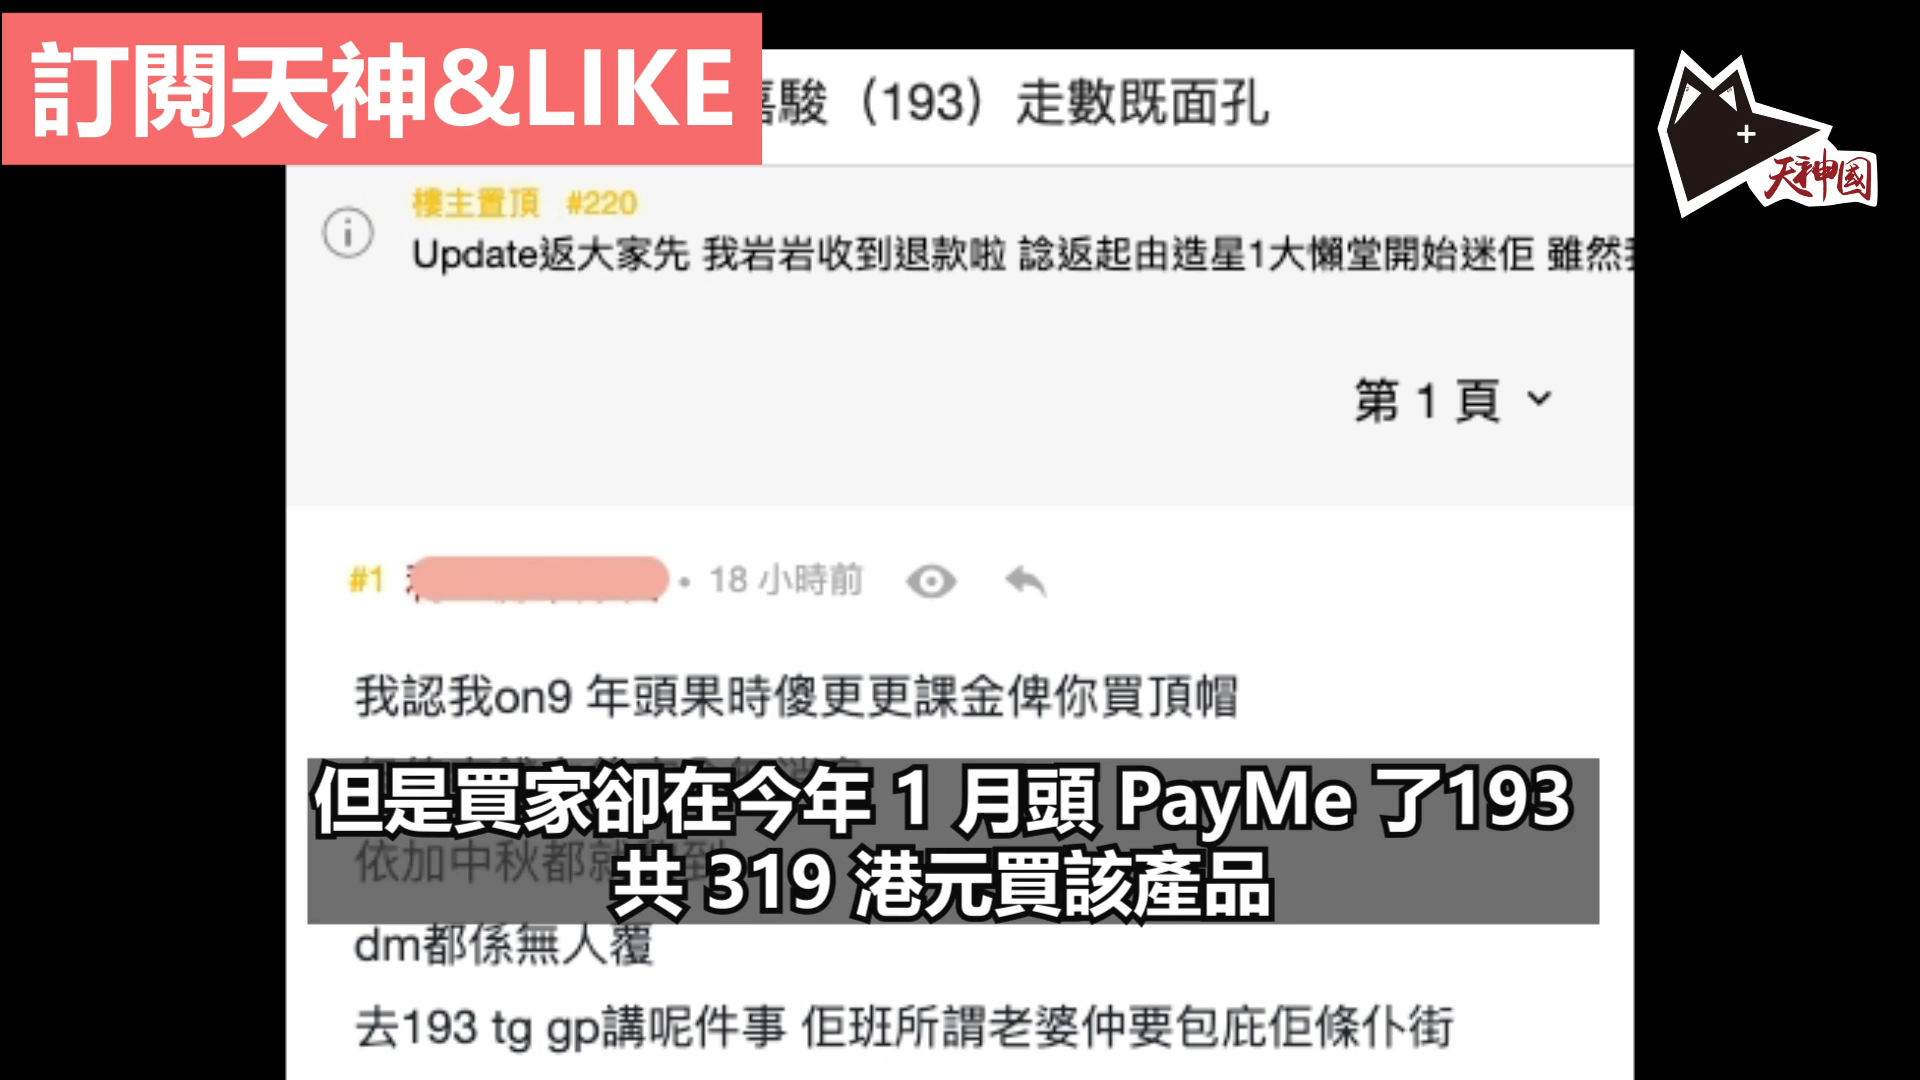 訂閱天神&LIKE
駿（193）走數既面孔
天神國
樓主置頂 #220
Update返大家先 我岩岩收到退款啦 諗返起由造星1大懶堂開始迷佢 雖然
第 1 頁
#1
• 18 小時前
我認我on9 年頭果時傻更更課金俾你買頂帽
但是買家卻在今年 1 月頭 PayMe 了193
依加中秋都就
共 319 港元買該產品
dm都係無人覆
去193 tg gp講呢件事 佢班所謂老婆仲要包庇佢條仆街